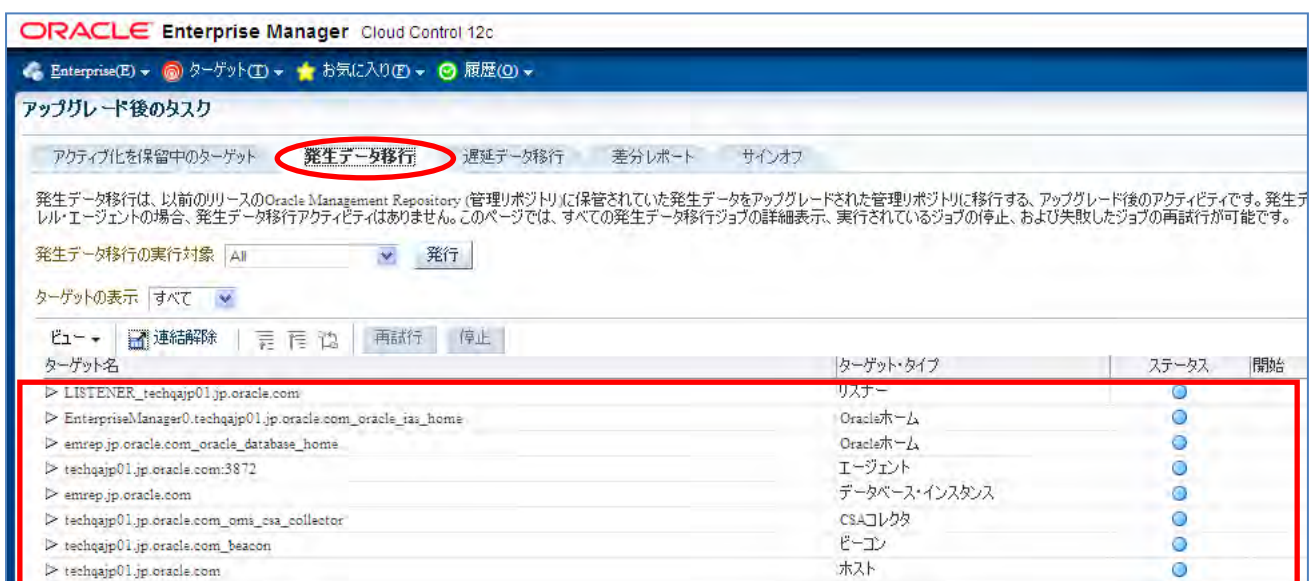 ORACLE Enterprise Manager Cloud Control 12c
Enterprise(E) ターゲット(T) お気に入り(F) 履歴(O)
アップグレード後のタスク
アクティブ化を保留中のターゲット 発生データ移行 遅延データ移行 差分レポート サインオフ
発生データ移行は、以前のリリースのOracle Management Repository (管理リポジトリ)に保管されていた発生データをアップグレードされた管理リポジトリに移行する、アップグレード後のアクティビティです。発生デ
レル・エージェントの場合、発生データ移行アクティビティはありません。このページでは、すべての発生データ移行ジョブの詳細表示、実行されているジョブの停止、および失敗したジョブの再試行が可能です。
発生データ移行の実行対象 All 発行
ターゲットの表示 すべて
ビュー 連結解除 再試行 停止
ターゲット名 ターゲット・タイプ ステータス 開始
LISTENER_techqajp01.jp.oracle.com リスナー
EnterpriseManager0.techqajp01.jp.oracle.com_oracle_ias_home Oracleホーム
emrep.jp.oracle.com_oracle_database_home Oracleホーム
techqajp01.jp.oracle.com:3872 エージェント
emrep.jp.oracle.com データベース・インスタンス
techqajp01.jp.oracle.com_oms_csa_collector CSAコレクタ
techqajp01.jp.oracle.com_beacon ビーコン
techqajp01.jp.oracle.com ホスト